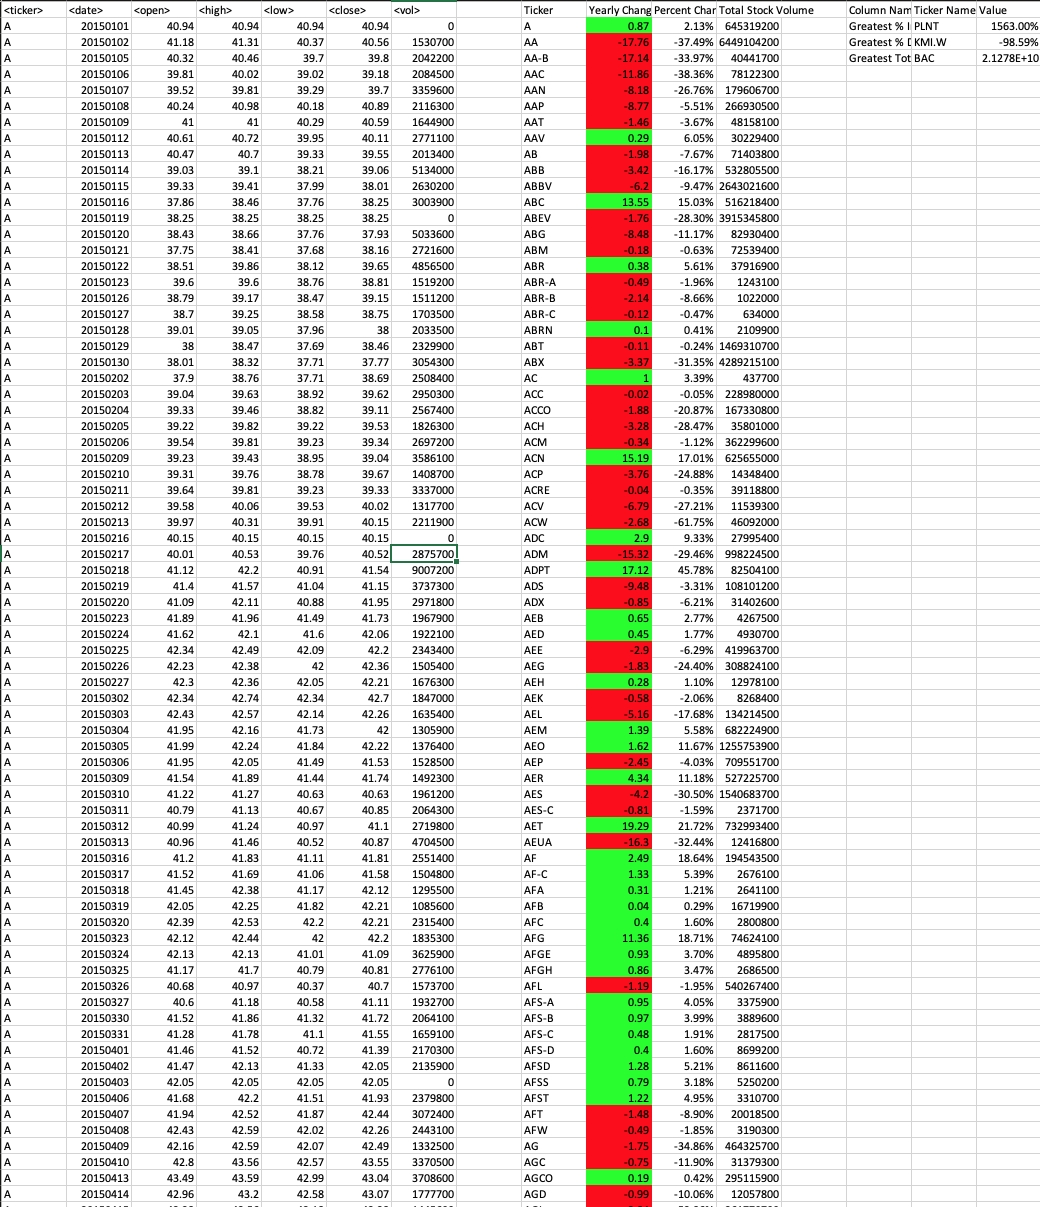 <ticker> <date> <open> <high> <low> <close> <vol> Ticker Yearly Chang Percent Char Total Stock Volume Column Nam Ticker Name Value
A 20150101 40.94 40.94 40.94 40.94 0 A 0.87 2.13% 645319200 Greatest % I PLNT 1563.00%
A 20150102 41.18 41.31 40.37 40.56 1530700 AA -17.76 -37.49% 6449104200 Greatest % D KMI.W -98.59%
A 20150105 40.32 40.46 39.7 39.8 2042200 AA-B -17.14 -33.97% 40441700 Greatest Tot BAC 2.1278E+10
A 20150106 39.81 40.02 39.02 39.18 2084500 AAC -11.86 -38.36% 78122300
A 20150107 39.52 39.81 39.29 39.7 3359600 AAN -8.18 -26.76% 179606700
A 20150108 40.24 40.98 40.18 40.89 2116300 AAP -8.77 -5.51% 266930500
A 20150109 41 41 40.29 40.59 1644900 AAT -1.46 -3.67% 48158100
A 20150112 40.61 40.72 39.95 40.11 2771100 AAV 0.29 6.05% 30229400
A 20150113 40.47 40.7 39.33 39.55 2013400 AB -1.98 -7.67% 71403800
A 20150114 39.03 39.1 38.21 39.06 5134000 ABB -3.42 -16.17% 532805500
A 20150115 39.33 39.41 37.99 38.01 2630200 ABBV -6.2 -9.47% 2643021600
A 20150116 37.86 38.46 37.76 38.25 3003900 ABC 13.55 15.03% 516218400
A 20150119 38.25 38.25 38.25 38.25 0 ABEV -1.76 -28.30% 3915345800
A 20150120 38.43 38.66 37.76 37.93 5033600 ABG -8.48 -11.17% 82930400
A 20150121 37.75 38.41 37.68 38.16 2721600 ABM -0.18 -0.63% 72539400
A 20150122 38.51 39.86 38.12 39.65 4856500 ABR 0.38 5.61% 37916900
A 20150123 39.6 39.6 38.76 38.81 1519200 ABR-A -0.49 -1.96% 1243100
A 20150126 38.79 39.17 38.47 39.15 1511200 ABR-B -2.14 -8.66% 1022000
A 20150127 38.7 39.25 38.58 38.75 1703500 ABR-C -0.12 -0.47% 634000
A 20150128 39.01 39.05 37.96 38 2033500 ABRN 0.1 0.41% 2109900
A 20150129 38 38.47 37.69 38.46 2329900 ABT -0.11 -0.24% 1469310700
A 20150130 38.01 38.32 37.71 37.77 3054300 ABX -3.37 -31.35% 4289215100
A 20150202 37.9 38.76 37.71 38.69 2508400 AC 1 3.39% 437700
A 20150203 39.04 39.63 38.92 39.62 2950300 ACC -0.02 -0.05% 228980000
A 20150204 39.33 39.46 38.82 39.11 2567400 ACCO -1.88 -20.87% 167330800
A 20150205 39.22 39.82 39.22 39.53 1826300 ACH -3.28 -28.47% 35801000
A 20150206 39.54 39.81 39.23 39.34 2697200 ACM -0.34 -1.12% 362299600
A 20150209 39.23 39.43 38.95 39.04 3586100 ACN 15.19 17.01% 625655000
A 20150210 39.31 39.76 38.78 39.67 1408700 ACP -3.76 -24.88% 14348400
A 20150211 39.64 39.81 39.23 39.33 3337000 ACRE -0.04 -0.35% 39118800
A 20150212 39.58 40.06 39.53 40.02 1317700 ACV -6.79 -27.21% 11539300
A 20150213 39.97 40.31 39.91 40.15 2211900 ACW -2.68 -61.75% 46092000
A 20150216 40.15 40.15 40.15 40.15 0 ADC 2.9 9.33% 27995400
A 20150217 40.01 40.53 39.76 40.52 2875700 ADM -15.32 -29.46% 998224500
A 20150218 41.12 42.2 40.91 41.54 9007200 ADPT 17.12 45.78% 82504100
A 20150219 41.4 41.57 41.04 41.15 3737300 ADS -9.48 -3.31% 108101200
A 20150220 41.09 42.11 40.88 41.95 2971800 ADX -0.85 -6.21% 31402600
A 20150223 41.89 41.96 41.49 41.73 1967900 AEB 0.65 2.77% 4267500
A 20150224 41.62 42.1 41.6 42.06 1922100 AED 0.45 1.77% 4930700
A 20150225 42.34 42.49 42.09 42.2 2343400 AEE -2.9 -6.29% 419963700
A 20150226 42.23 42.38 42 42.36 1505400 AEG -1.83 -24.40% 308824100
A 20150227 42.3 42.36 42.05 42.21 1676300 AEH 0.28 1.10% 12978100
A 20150302 42.34 42.74 42.34 42.7 1847000 AEK -0.58 -2.06% 8268400
A 20150303 42.43 42.57 42.14 42.26 1635400 AEL -5.16 -17.68% 134214500
A 20150304 41.95 42.16 41.73 42 1305900 AEM 1.39 5.58% 682224900
A 20150305 41.99 42.24 41.84 42.22 1376400 AEO 1.62 11.67% 1255753900
A 20150306 41.95 42.05 41.49 41.53 1528500 AEP -2.45 -4.03% 709551700
A 20150309 41.54 41.89 41.44 41.74 1492300 AER 4.34 11.18% 527225700
A 20150310 41.22 41.27 40.63 40.63 1961200 AES -4.2 -30.50% 1540683700
A 20150311 40.79 41.13 40.67 40.85 2064300 AES-C -0.81 -1.59% 2371700
A 20150312 40.99 41.24 40.97 41.1 2719800 AET 19.29 21.72% 732993400
A 20150313 40.96 41.46 40.52 40.87 4704500 AEUA -16.3 -32.44% 12416800
A 20150316 41.2 41.83 41.11 41.81 2551400 AF 2.49 18.64% 194543500
A 20150317 41.52 41.69 41.06 41.58 1504800 AF-C 1.33 5.39% 2676100
A 20150318 41.45 42.38 41.17 42.12 1295500 AFA 0.31 1.21% 2641100
A 20150319 42.05 42.25 41.82 42.21 1085600 AFB 0.04 0.29% 16719900
A 20150320 42.39 42.53 42.2 42.21 2315400 AFC 0.4 1.60% 2800800
A 20150323 42.12 42.44 42 42.2 1835300 AFG 11.36 18.71% 74624100
A 20150324 42.13 42.13 41.01 41.09 3625900 AFGE 0.93 3.70% 4895800
A 20150325 41.17 41.7 40.79 40.81 2776100 AFGH 0.86 3.47% 2686500
A 20150326 40.68 40.97 40.37 40.7 1573700 AFL -1.19 -1.95% 540267400
A 20150327 40.6 41.18 40.58 41.11 1932700 AFS-A 0.95 4.05% 3375900
A 20150330 41.52 41.86 41.32 41.72 2064100 AFS-B 0.97 3.99% 3889600
A 20150331 41.28 41.78 41.1 41.55 1659100 AFS-C 0.48 1.91% 2817500
A 20150401 41.46 41.52 40.72 41.39 2170300 AFS-D 0.4 1.60% 8699200
A 20150402 41.47 42.13 41.33 42.05 2135900 AFSD 1.28 5.21% 8611600
A 20150403 42.05 42.05 42.05 42.05 0 AFSS 0.79 3.18% 5250200
A 20150406 41.68 42.2 41.51 41.93 2379800 AFST 1.22 4.95% 3310700
A 20150407 41.94 42.52 41.87 42.44 3072400 AFT -1.48 -8.90% 20018500
A 20150408 42.43 42.59 42.02 42.26 2443100 AFW -0.49 -1.85% 3190300
A 20150409 42.16 42.59 42.07 42.49 1332500 AG -1.75 -34.86% 464325700
A 20150410 42.8 43.56 42.57 43.55 3370500 AGC -0.75 -11.90% 31379300
A 20150413 43.49 43.59 42.99 43.04 3708600 AGCO 0.19 0.42% 295115900
A 20150414 42.96 43.2 42.58 43.07 1777700 AGD -0.99 -10.06% 12057800